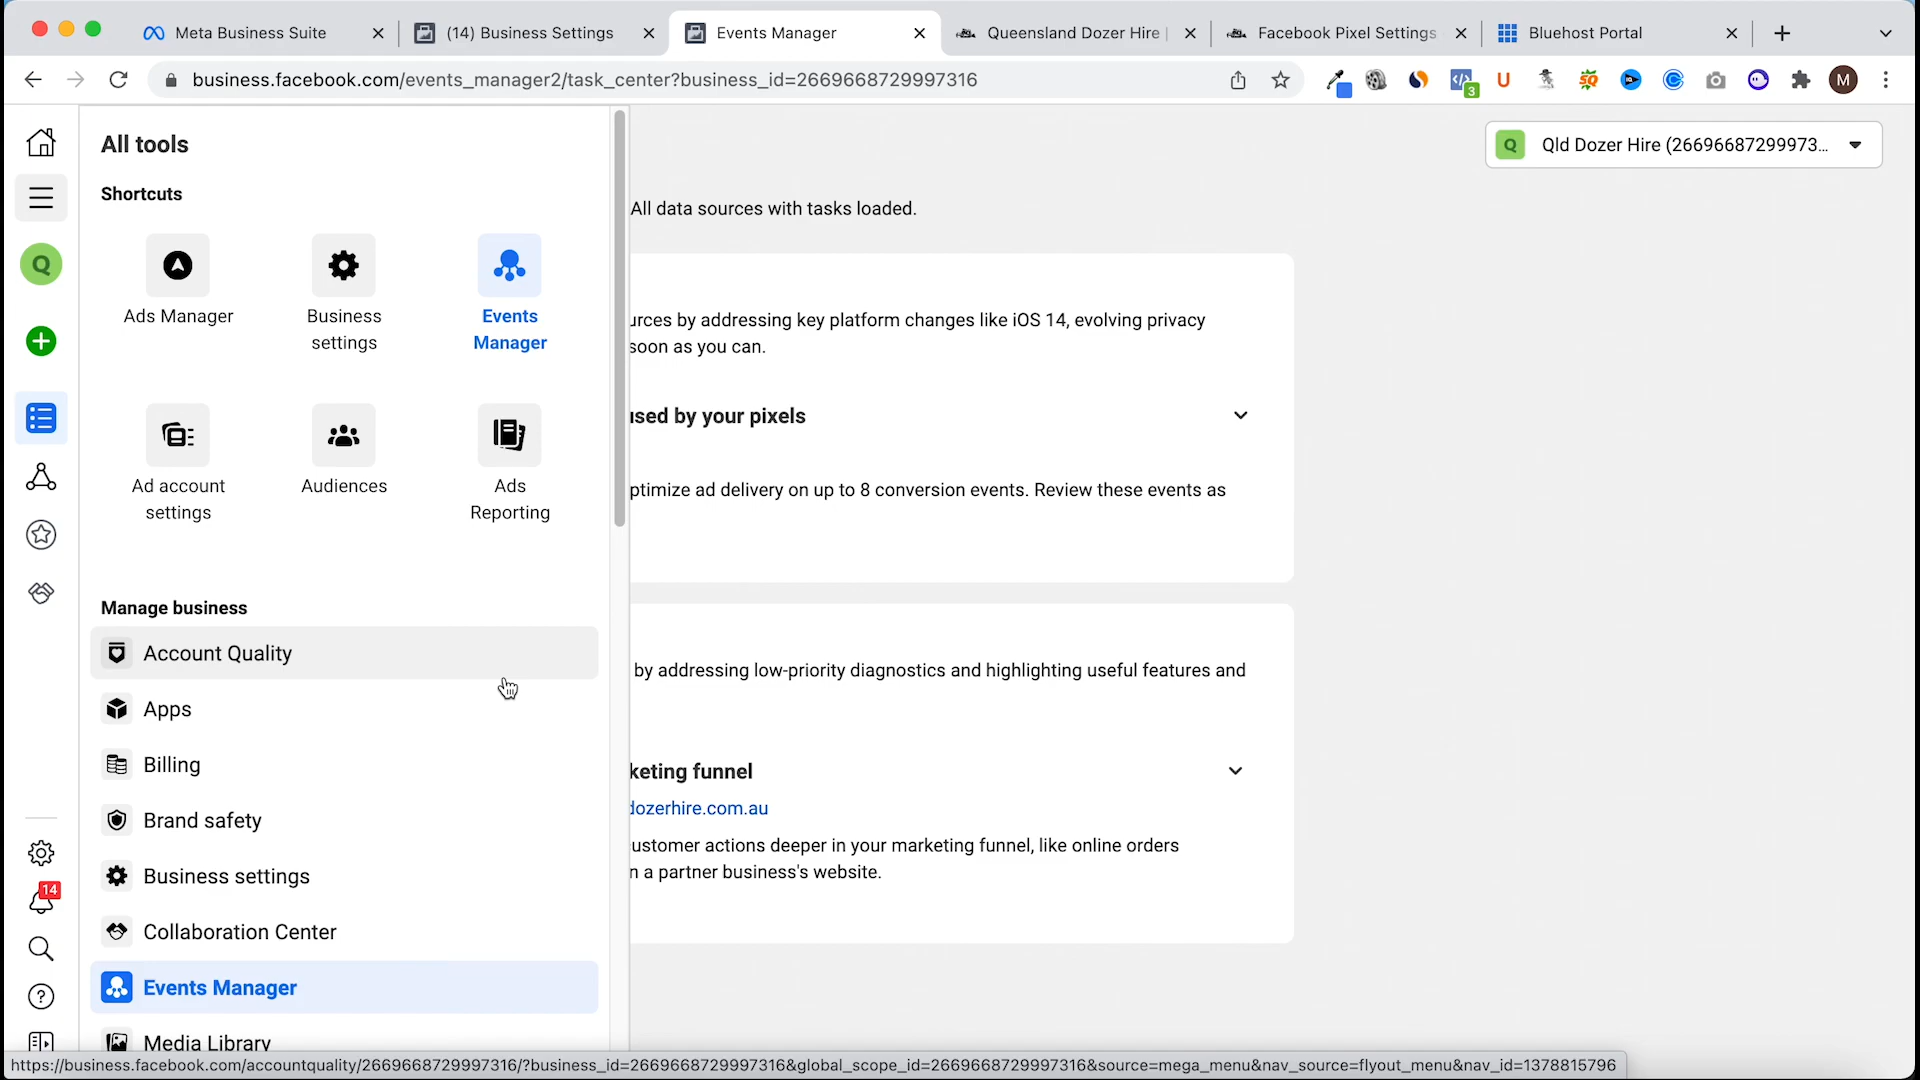 Meta Business Suite
(14) Business Settings
Events Manager
Queensland Dozer Hire |
Facebook Pixel Settings
Bluehost Portal
business.facebook.com/events_manager2/task_center?business_id=2669668729997316
3
U
M
All tools
Shortcuts
Ads Manager
Business
settings
Events
Manager
Ad account
settings
Audiences
Ads
Reporting
Manage business
Account Quality
Apps
Billing
Brand safety
Business settings
Collaboration Center
Events Manager
Media Library
Q
14
Q
Qld Dozer Hire (26696687299973...
All data sources with tasks loaded.
urces by addressing key platform changes like iOS 14, evolving privacy
soon as you can.
used by your pixels
ptimize ad delivery on up to 8 conversion events. Review these events as
by addressing low-priority diagnostics and highlighting useful features and
keting funnel
dozerhire.com.au
ustomer actions deeper in your marketing funnel, like online orders
n a partner business's website.
https://business.facebook.com/accountquality/2669668729997316/?business_id=2669668729997316&global_scope_id=2669668729997316&source=mega_menu&nav_source=flyout_menu&nav_id=1378815796